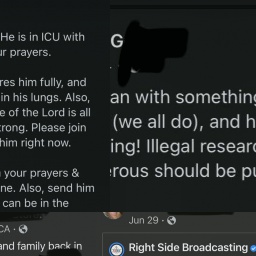 He is in ICU with
ur prayers.
res him fully, and
in his lungs. Also,
e of the Lord is all
trong. Please join
him right now.
your prayers &
ne. Also, send him
can be in the
CA ·
and family back in
G
an with something
(we all do), and h
ing! Illegal resear
rous should be pu
Jun 29 ·
Right Side Broadcasting